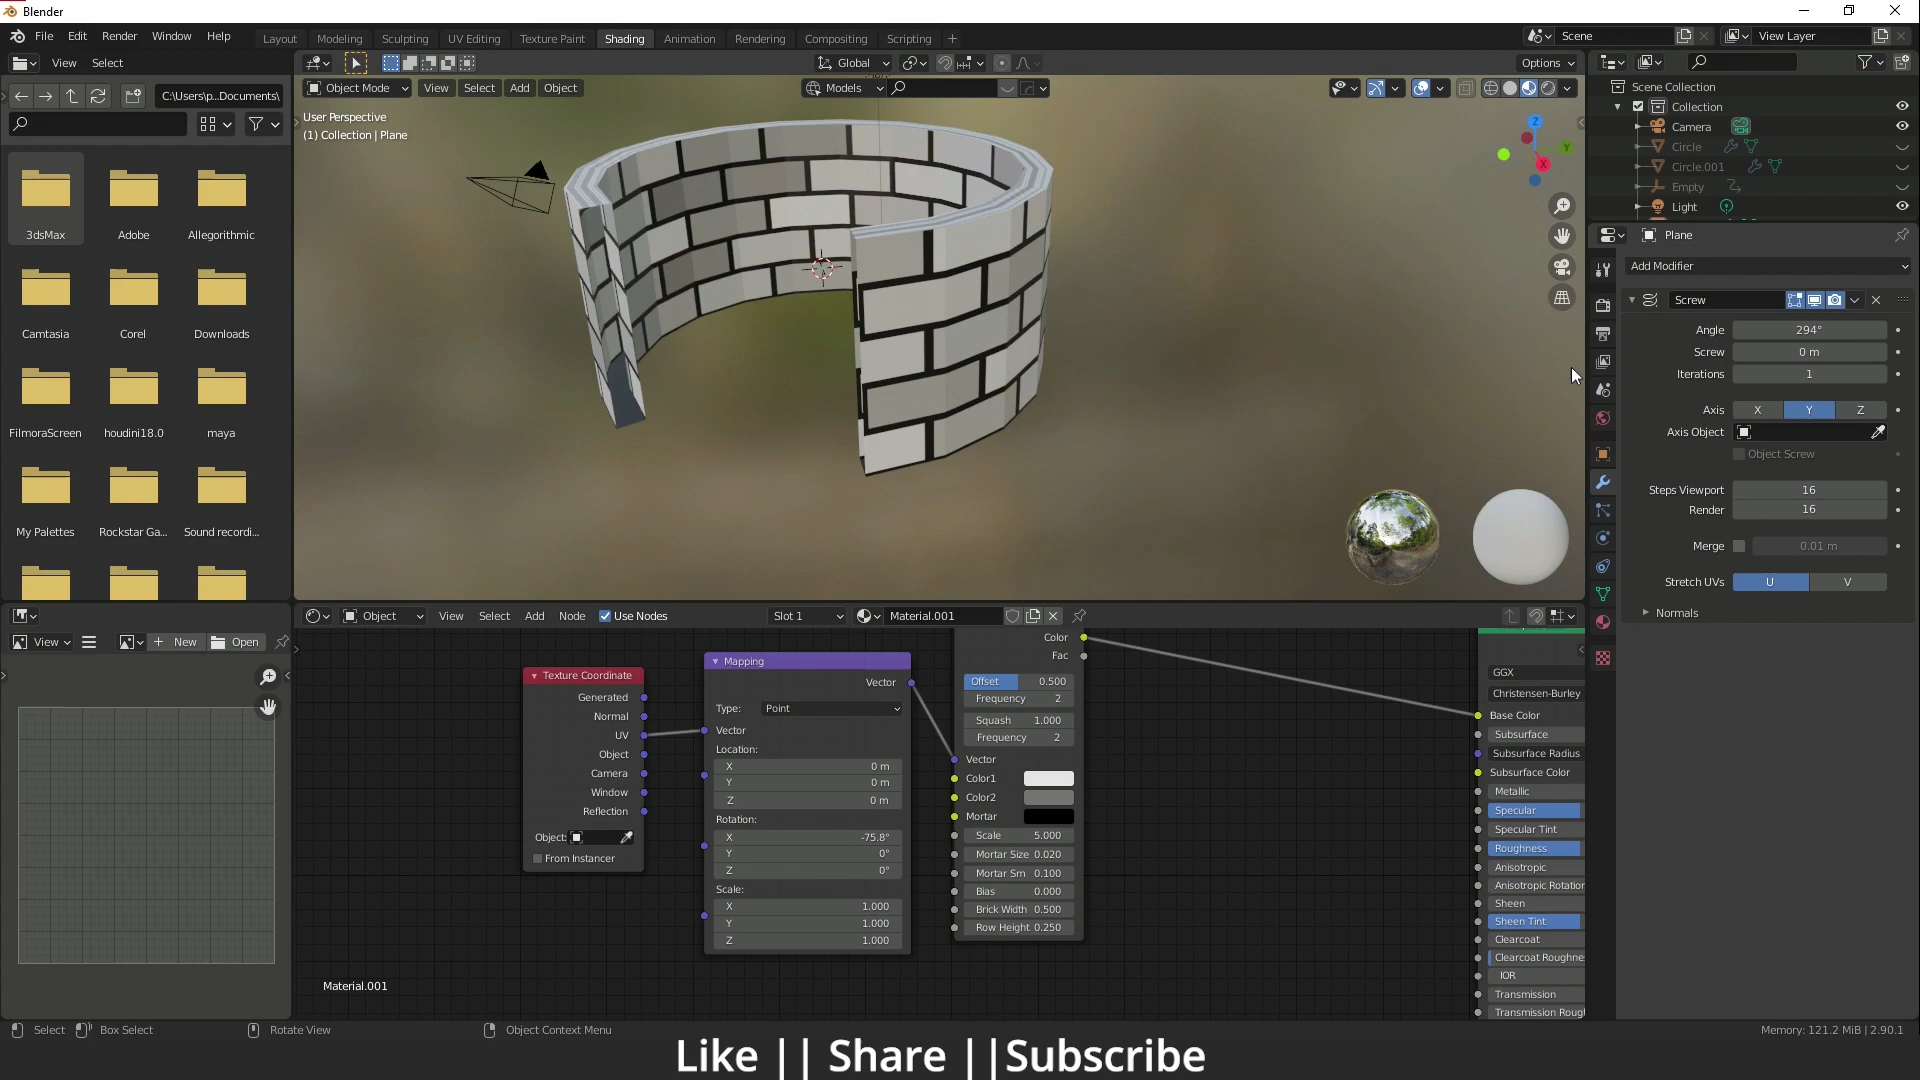 Blender
File Edit Render Window Help
Layout Modeling Sculpting UV Editing Texture Paint Shading Animation Rendering Compositing Scripting +
Scene
View Layer
View Select
Global
Options
C:\Users\p...Documents\
Object Mode View Select Add Object
Models
User Perspective
(1) Collection | Plane
Z
Y
X
3dsMax Adobe Allegorithmic
Camtasia Corel Downloads
FilmoraScreen houdini18.0 maya
My Palettes Rockstar Ga... Sound recordi...
Scene Collection
Collection
Camera
Circle
Circle.001
Empty
Light
Plane
Add Modifier
Screw
Angle 294°
Screw 0 m
Iterations 1
Axis X Y Z
Axis Object
Object Screw
Steps Viewport 16
Render 16
Merge 0.01 m
Stretch UVs U V
Normals
View New Open
Object View Select Add Node Use Nodes Slot 1 Material.001
Texture Coordinate
Generated
Normal
UV
Object
Camera
Window
Reflection
Object:
From Instancer
Mapping
Vector
Type: Point
Vector
Location:
X 0 m
Y 0 m
Z 0 m
Rotation:
X -75.8°
Y 0°
Z 0°
Scale:
X 1.000
Y 1.000
Z 1.000
Color
Fac
Offset 0.500
Frequency 2
Squash 1.000
Frequency 2
Vector
Color1
Color2
Mortar
Scale 5.000
Mortar Size 0.020
Mortar Sm 0.100
Bias 0.000
Brick Width 0.500
Row Height 0.250
GGX
Christensen-Burley
Base Color
Subsurface
Subsurface Radius
Subsurface Color
Metallic
Specular
Specular Tint
Roughness
Anisotropic
Anisotropic Rotation
Sheen
Sheen Tint
Clearcoat
Clearcoat Roughne
IOR
Transmission
Transmission Roug
Material.001
Select Box Select Rotate View Object Context Menu
Memory: 121.2 MiB | 2.90.1
Like || Share ||Subscribe